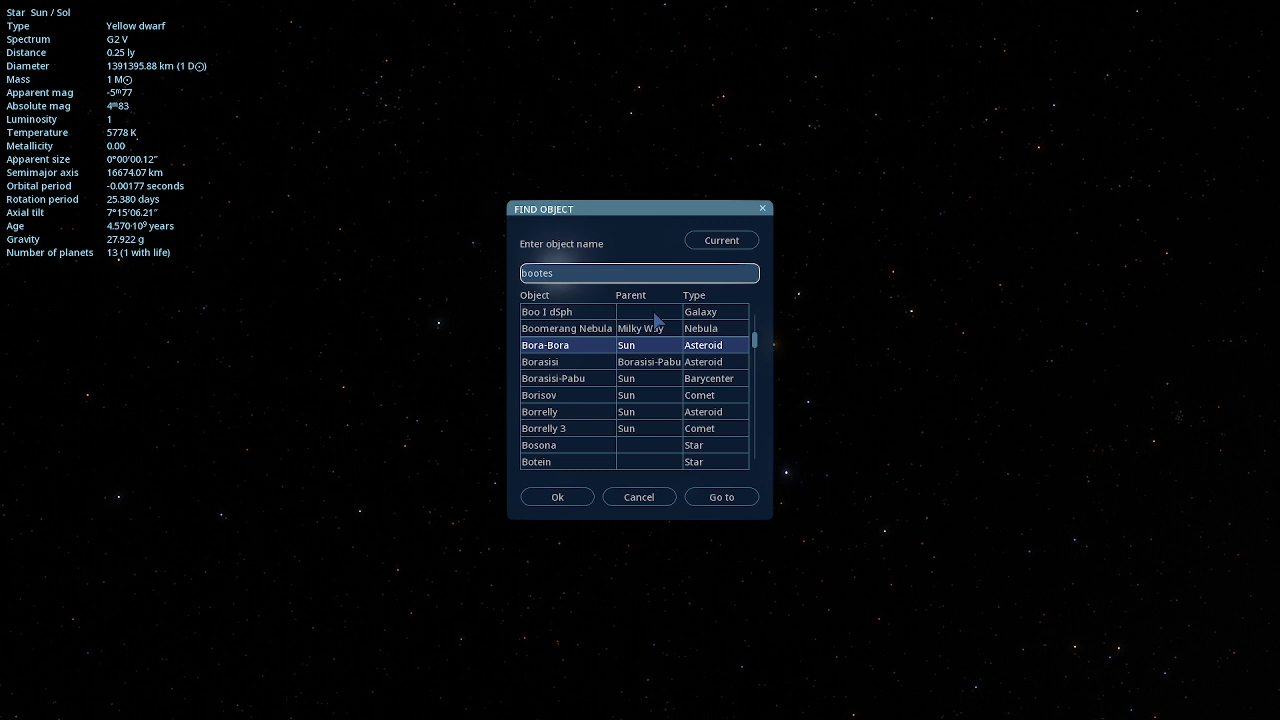 Star Sun / Sol
Type Yellow dwarf
Spectrum G2 V
Distance 0.25 ly
Diameter 1391395.88 km (1 D☉)
Mass 1 M☉
Apparent mag -5ᵐ77
Absolute mag 4ᵐ83
Luminosity 1
Temperature 5778 K
Metallicity 0.00
Apparent size 0°00'00.12"
Semimajor axis 16674.07 km
Orbital period -0.00177 seconds
Rotation period 25.380 days
Axial tilt 7°15'06.21"
Age 4.570·10⁹ years
Gravity 27.922 g
Number of planets 13 (1 with life)
FIND OBJECT ×
Enter object name Current
bootes
Object Parent Type
Boo I dSph Galaxy
Boomerang Nebula Milky Way Nebula
Bora-Bora Sun Asteroid
Borasisi Borasisi-Pabu Asteroid
Borasisi-Pabu Sun Barycenter
Borisov Sun Comet
Borrelly Sun Asteroid
Borrelly 3 Sun Comet
Bosona Star
Botein Star
Ok Cancel Go to